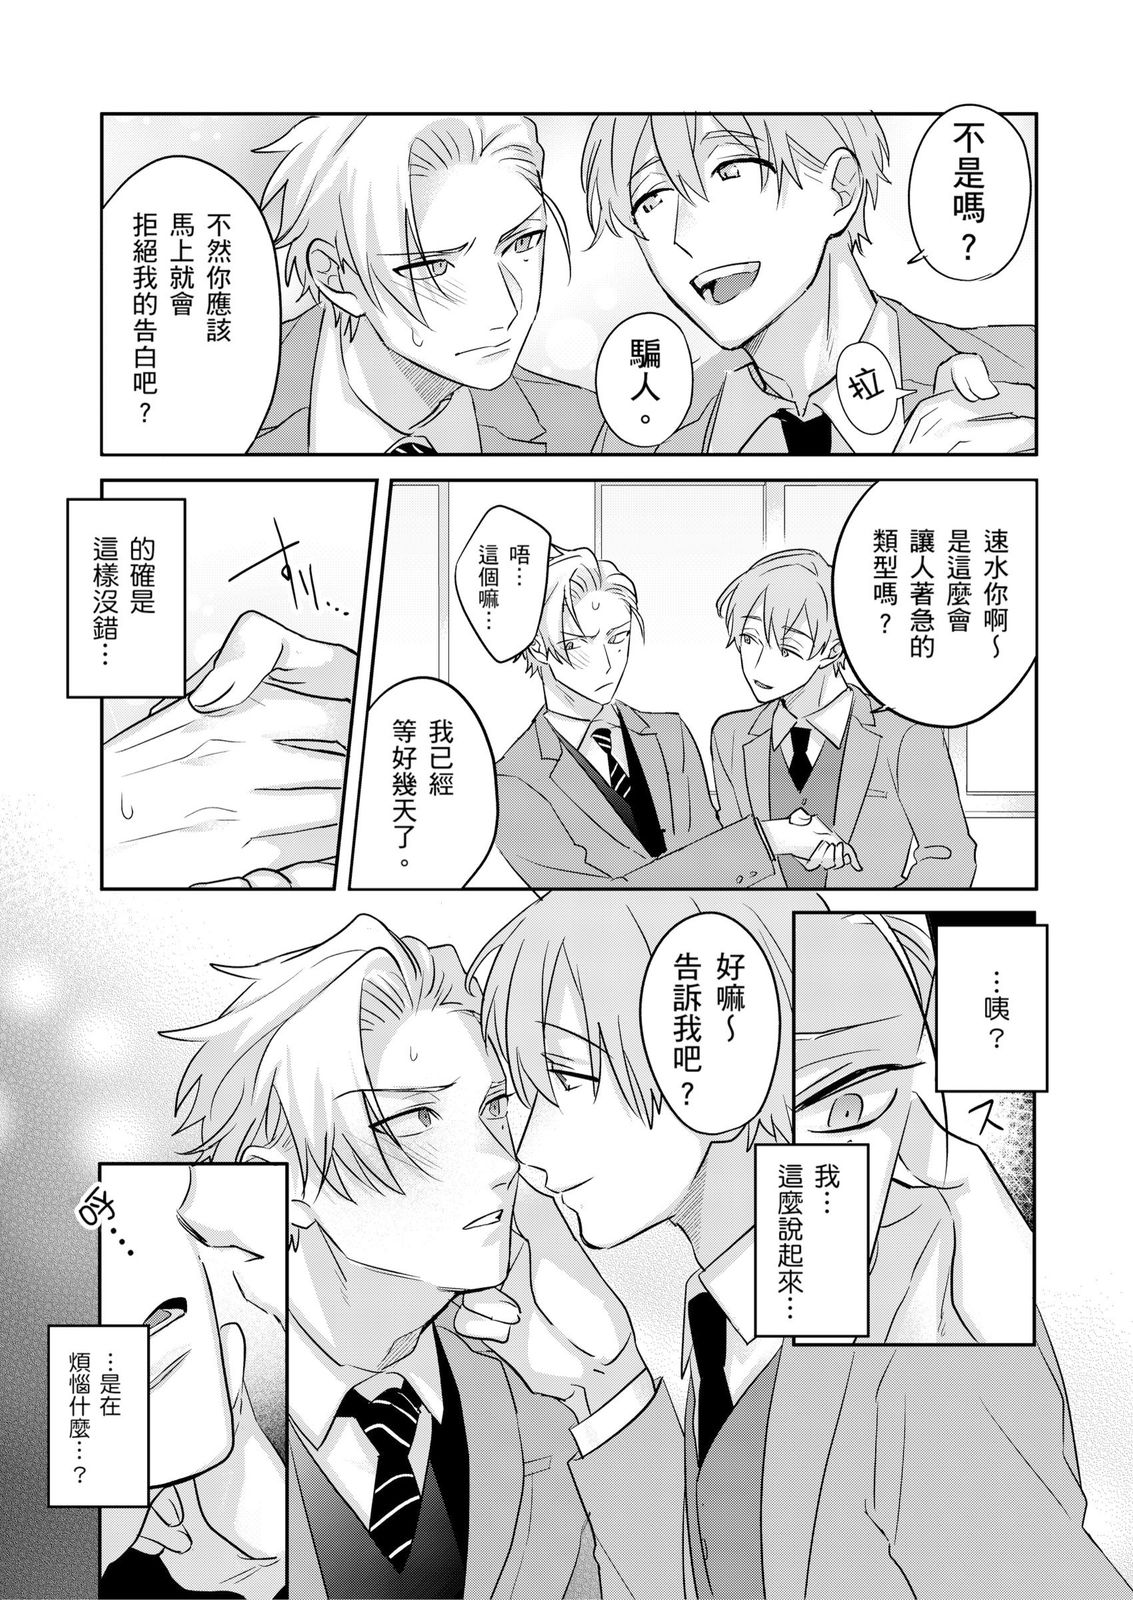 不是嗎？
騙人。
拉
不然你應該
馬上就會
拒絕我的告白吧？
速水你啊～
是這麼會
讓人著急的
類型嗎？
唔…
這個嘛…
我已經
等好幾天了。
的確是
這樣沒錯…
…咦？
ス
好嘛～
告訴我吧？
我…
這麼說起來…
呼…
…是在
煩惱什麼…？